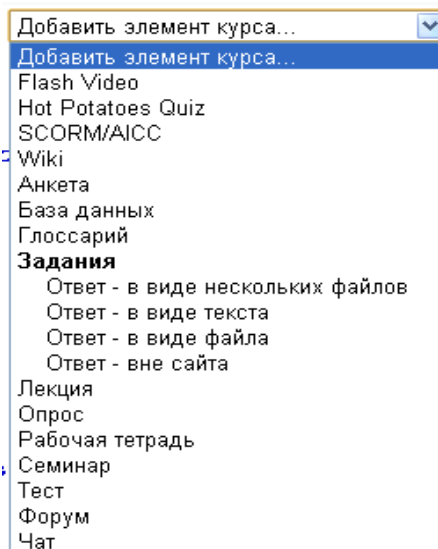 Добавить элемент курса...
Добавить элемент курса...
Flash Video
Hot Potatoes Quiz
SCORM/AICC
Wiki
Анкета
База данных
Глоссарий
Задания
Ответ - в виде нескольких файлов
Ответ - в виде текста
Ответ - в виде файла
Ответ - вне сайта
Лекция
Опрос
Рабочая тетрадь
Семинар
Тест
Форум
Чат